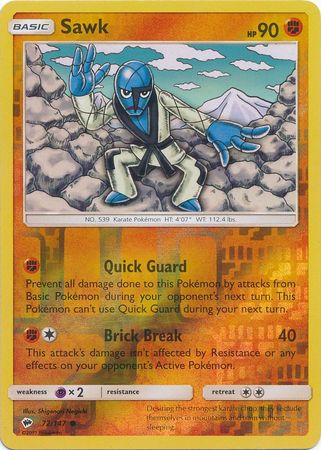 BASIC Sawk HP 90
NO. 539 Karate Pokémon HT: 4'07" WT: 112.4 lbs.
Quick Guard
Prevent all damage done to this Pokémon by attacks from
Basic Pokémon during your opponent's next turn. This
Pokémon can't use Quick Guard during your next turn.
Brick Break 40
This attack's damage isn't affected by Resistance or any
effects on your opponent's Active Pokémon.
weakness ×2 resistance retreat
Illus. Shigenori Negishi
72/147
©2017 Pokémon
Desiring the strongest karate chop, they seclude
themselves in mountains and train without
sleeping.